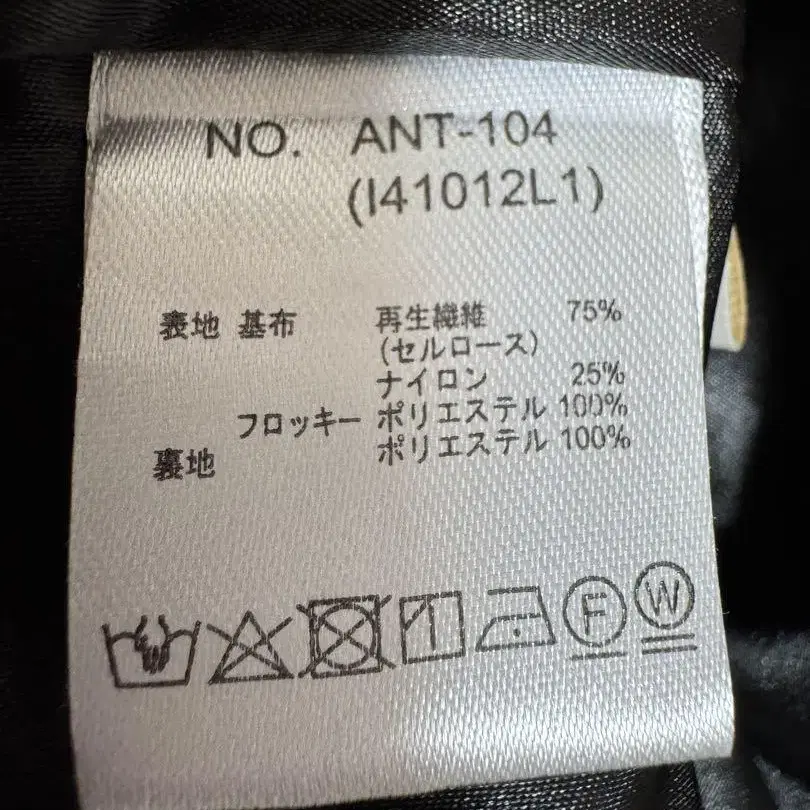 NO. ANT-104
(I41012L1)
表地 基布 再生繊維 75%
(セルロース)
ナイロン 25%
フロッキー ポリエステル 100%
裏地 ポリエステル 100%
F W